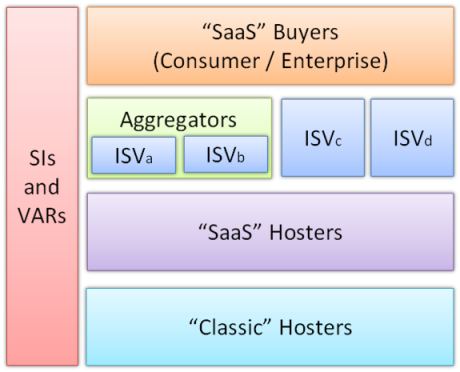 “SaaS” Buyers
(Consumer / Enterprise)
SIs
and
VARs
Aggregators
ISVa
ISVb
ISVc
ISVd
“SaaS” Hosters
“Classic” Hosters